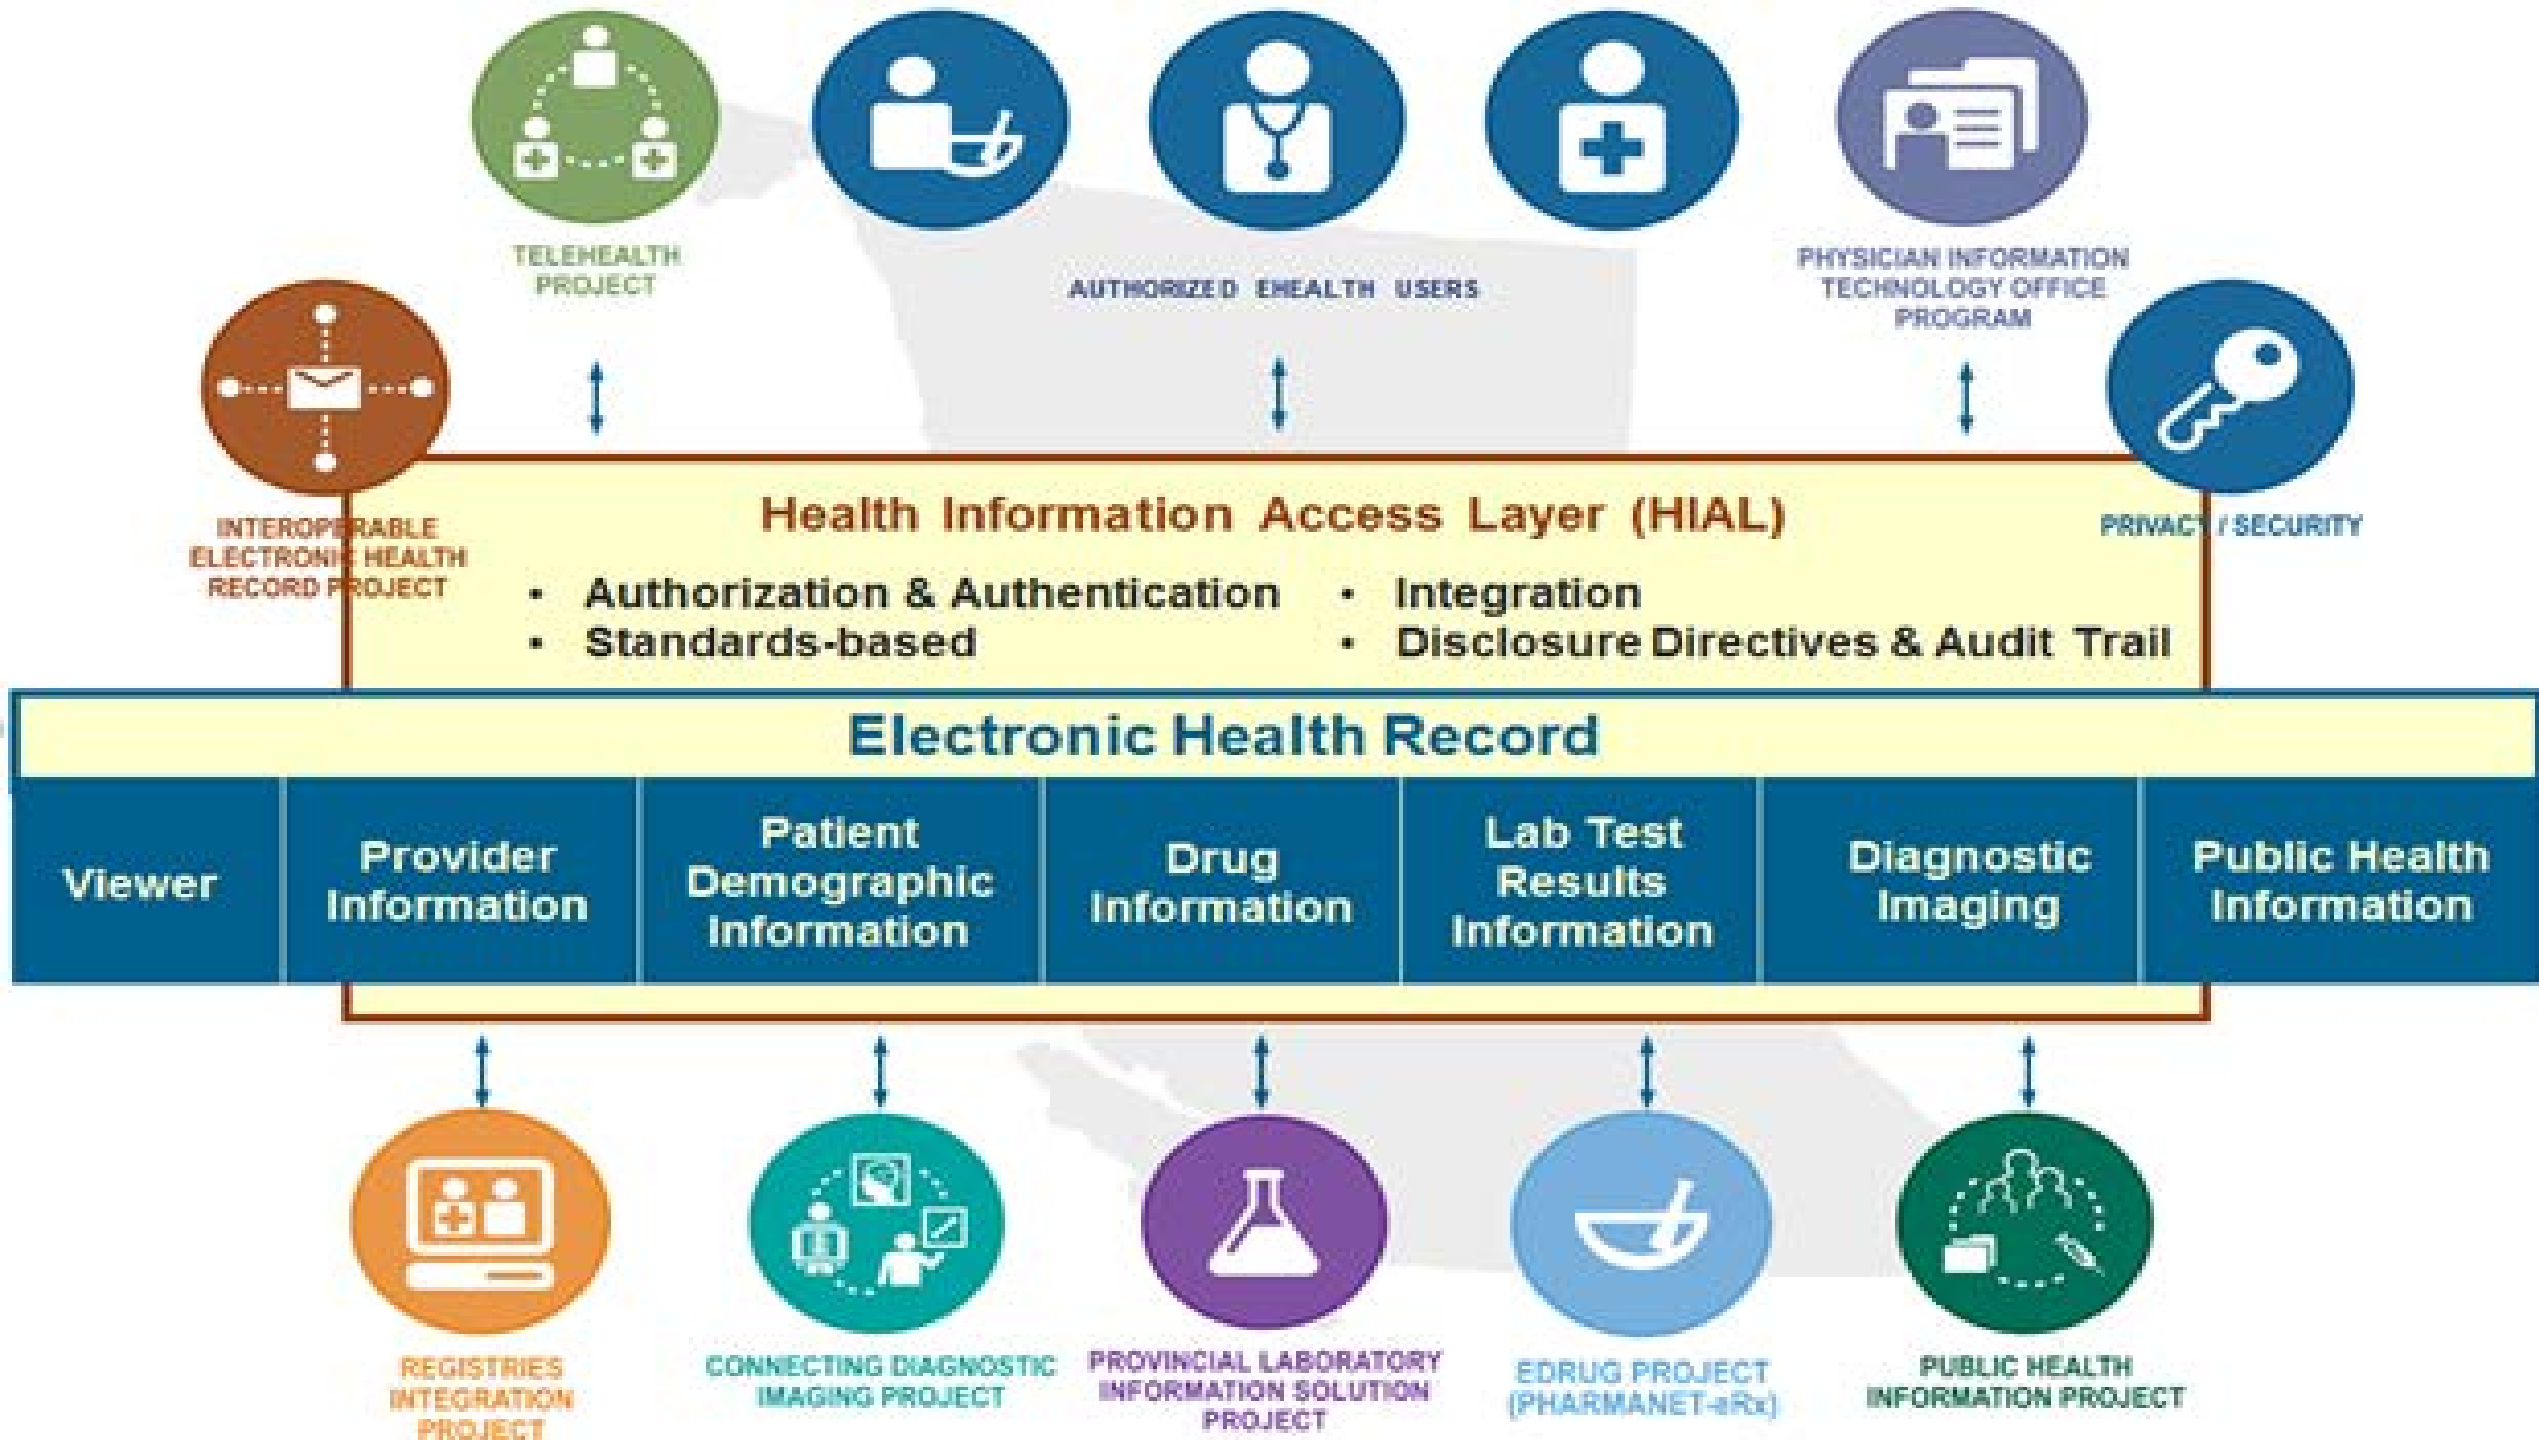 TELEHEALTH
PROJECT
AUTHORIZED EHEALTH USERS
PHYSICIAN INFORMATION
TECHNOLOGY OFFICE
PROGRAM
INTEROPERABLE
ELECTRONIC HEALTH
RECORD PROJECT
PRIVACY / SECURITY
Health Information Access Layer (HIAL)
• Authorization & Authentication
• Standards-based
• Integration
• Disclosure Directives & Audit Trail
Electronic Health Record
Viewer
Provider
Information
Patient
Demographic
Information
Drug
Information
Lab Test
Results
Information
Diagnostic
Imaging
Public Health
Information
REGISTRIES
INTEGRATION
PROJECT
CONNECTING DIAGNOSTIC
IMAGING PROJECT
PROVINCIAL LABORATORY
INFORMATION SOLUTION
PROJECT
EDRUG PROJECT
(PHARMANET-eRx)
PUBLIC HEALTH
INFORMATION PROJECT